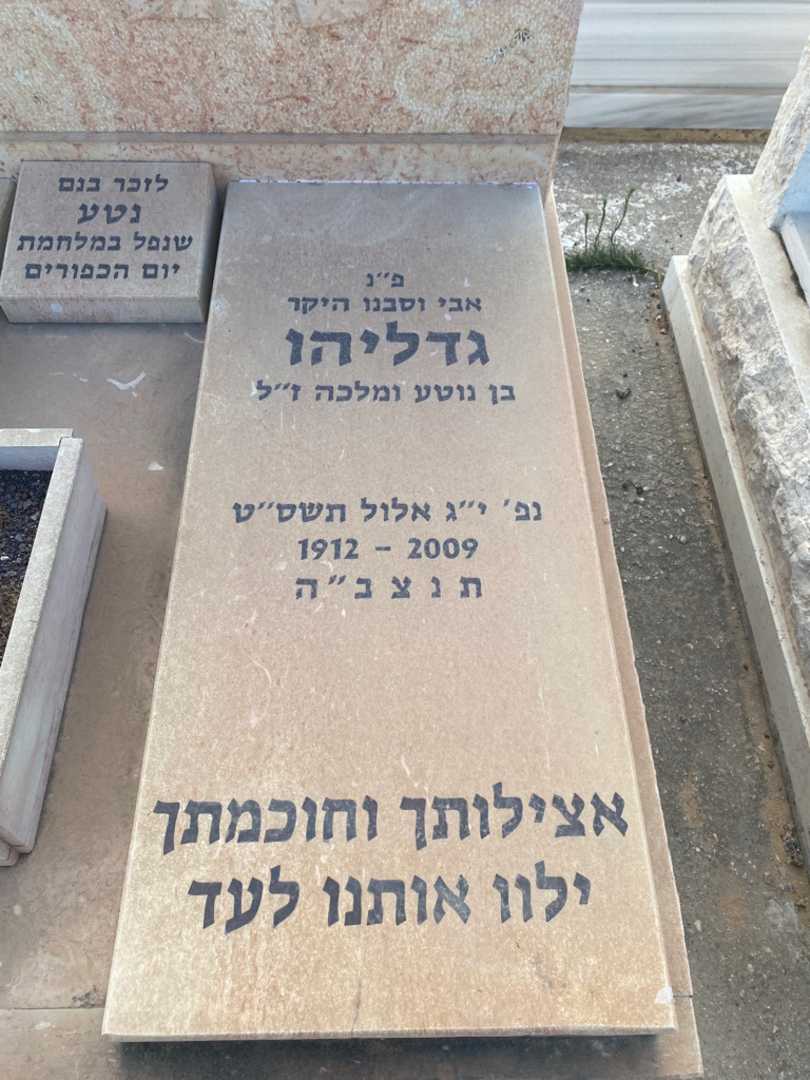 לזכר בנם
נטע
שנפל במלחמת
יום הכפורים
פ״נ
אבי וסבנו היקר
גדליהו
בן נוטע ומלכה ז״ל
נפ׳ י״ג אלול תשס״ט
1912 – 2009
ת נ צ ב ״ ה
אצילותך וחוכמתך
ילוו אותנו לעד